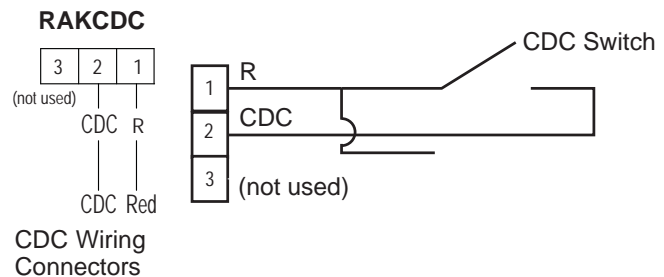 RAKCDC
3 2 1
(not used)
CDC R
CDC Red
CDC Wiring
Connectors
CDC Switch
1 R
2 CDC
3 (not used)